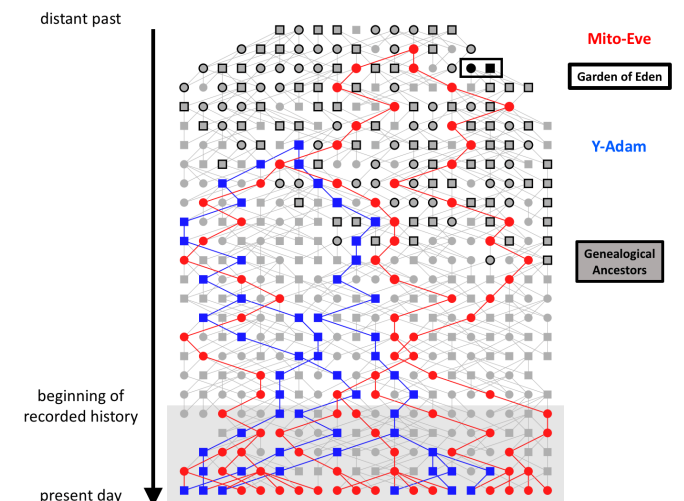 distant past
Mito-Eve
Garden of Eden
Y-Adam
Genealogical
Ancestors
beginning of
recorded history
present day